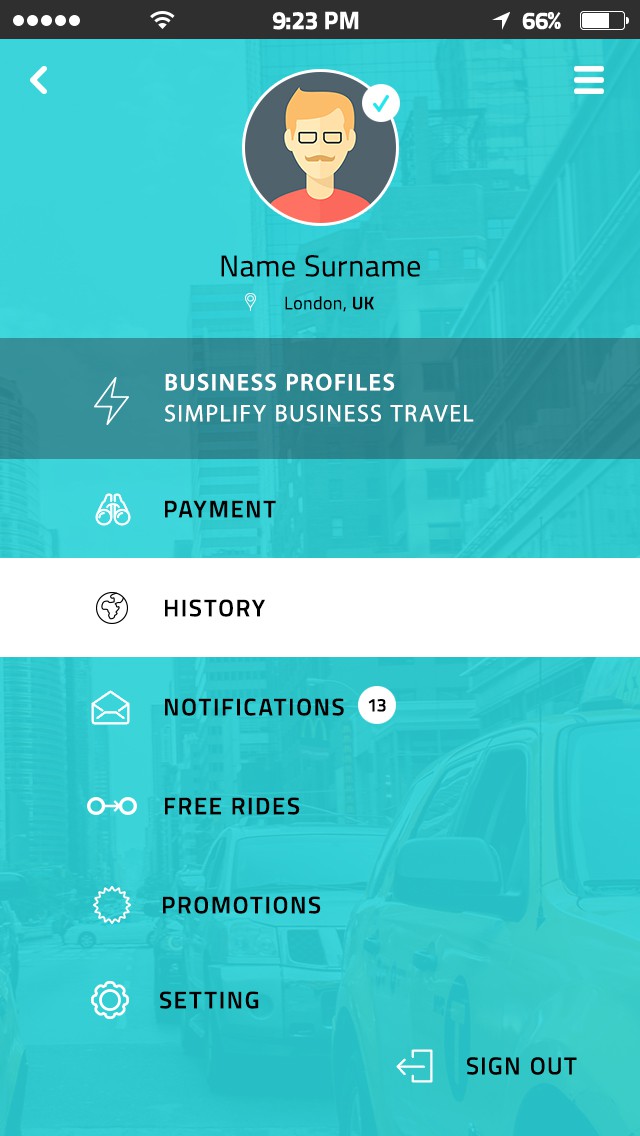 9:23 PM
66%
Name Surname
London, UK
BUSINESS PROFILES
SIMPLIFY BUSINESS TRAVEL
PAYMENT
HISTORY
NOTIFICATIONS 13
FREE RIDES
PROMOTIONS
SETTING
SIGN OUT